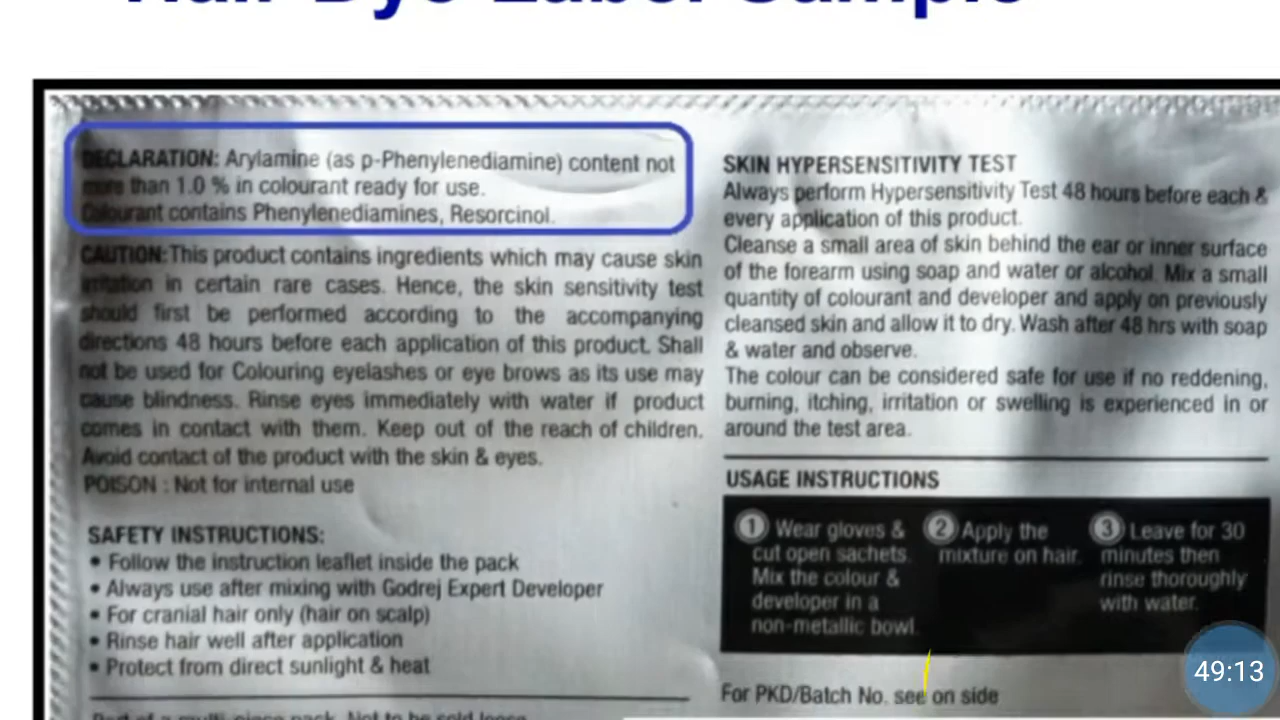 Hair Dye Label Sample
DECLARATION: Arylamine (as p-Phenylenediamine) content not
more than 1.0 % in colourant ready for use.
Colourant contains Phenylenediamines, Resorcinol.
CAUTION: This product contains ingredients which may cause skin
irritation in certain rare cases. Hence, the skin sensitivity test
should first be performed according to the accompanying
directions 48 hours before each application of this product. Shall
not be used for Colouring eyelashes or eye brows as its use may
cause blindness. Rinse eyes immediately with water if product
comes in contact with them. Keep out of the reach of children.
Avoid contact of the product with the skin & eyes.
POISON : Not for internal use
SAFETY INSTRUCTIONS:
• Follow the instruction leaflet inside the pack
• Always use after mixing with Godrej Expert Developer
• For cranial hair only (hair on scalp)
• Rinse hair well after application
• Protect from direct sunlight & heat
Part of a multi-piece pack. Not to be sold loose
SKIN HYPERSENSITIVITY TEST
Always perform Hypersensitivity Test 48 hours before each &
every application of this product.
Cleanse a small area of skin behind the ear or inner surface
of the forearm using soap and water or alcohol. Mix a small
quantity of colourant and developer and apply on previously
cleansed skin and allow it to dry. Wash after 48 hrs with soap
& water and observe.
The colour can be considered safe for use if no reddening,
burning, itching, irritation or swelling is experienced in or
around the test area.
USAGE INSTRUCTIONS
1 Wear gloves &
cut open sachets.
Mix the colour &
developer in a
non-metallic bowl.
2 Apply the
mixture on hair.
3 Leave for 30
minutes then
rinse thoroughly
with water.
For PKD/Batch No. see on side
49:13